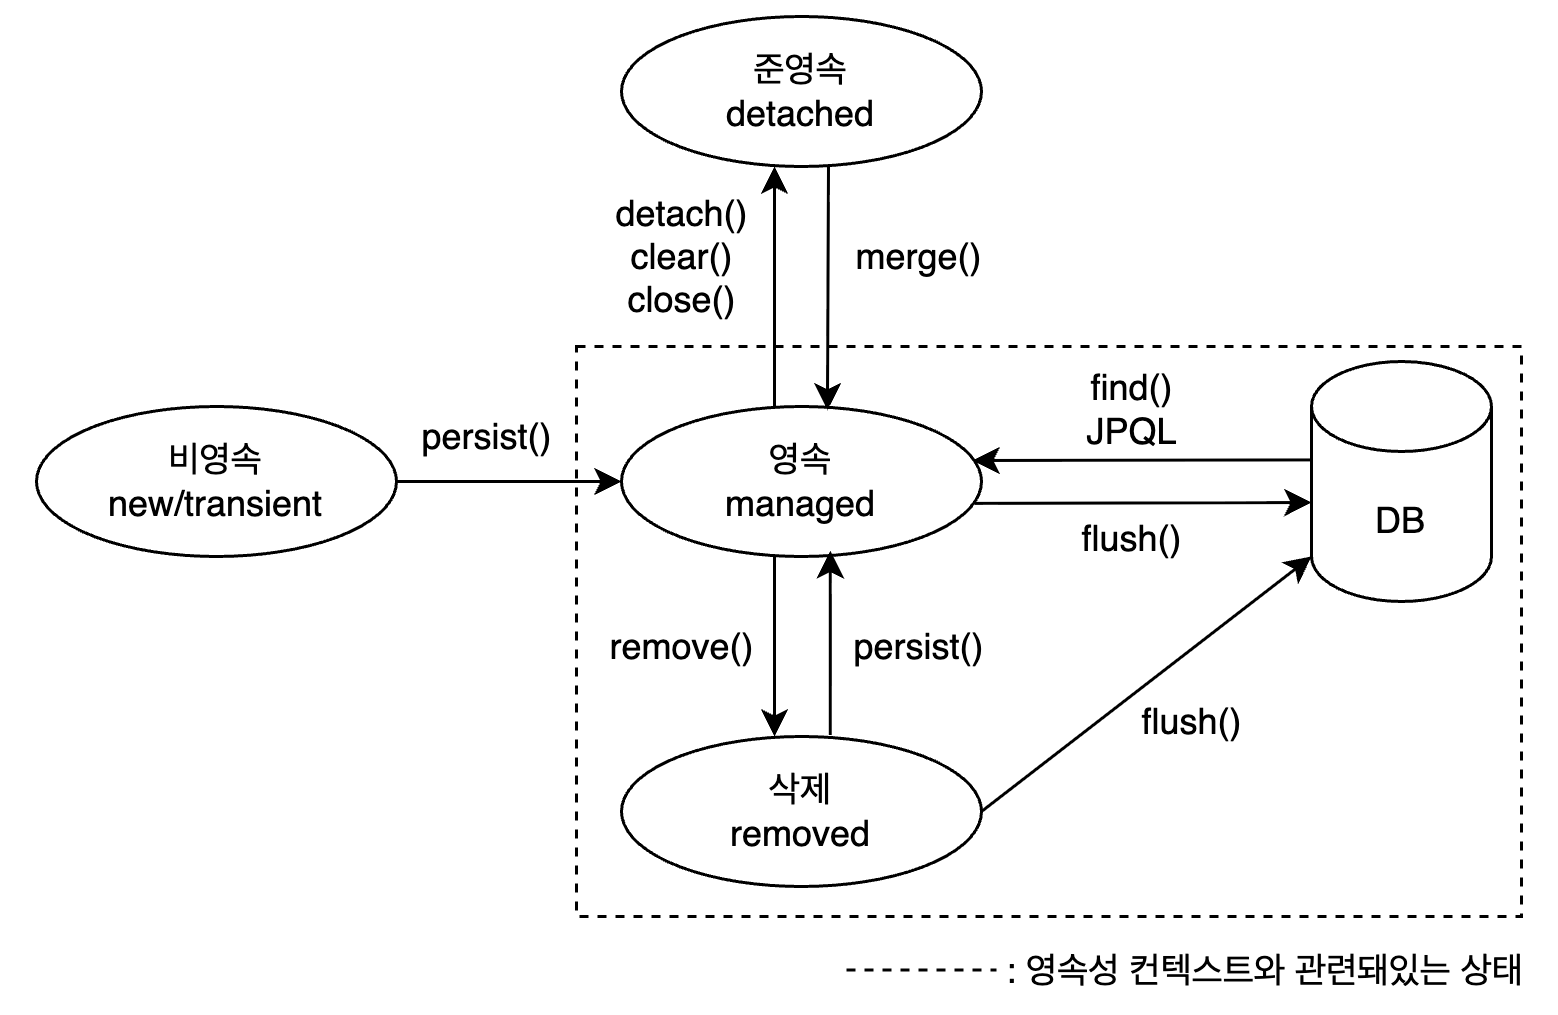 준영속
detached
detach()
clear()
close()
merge()
비영속
new/transient
persist()
영속
managed
find()
JPQL
flush()
DB
remove()
persist()
flush()
삭제
removed
: 영속성 컨텍스트와 관련돼있는 상태